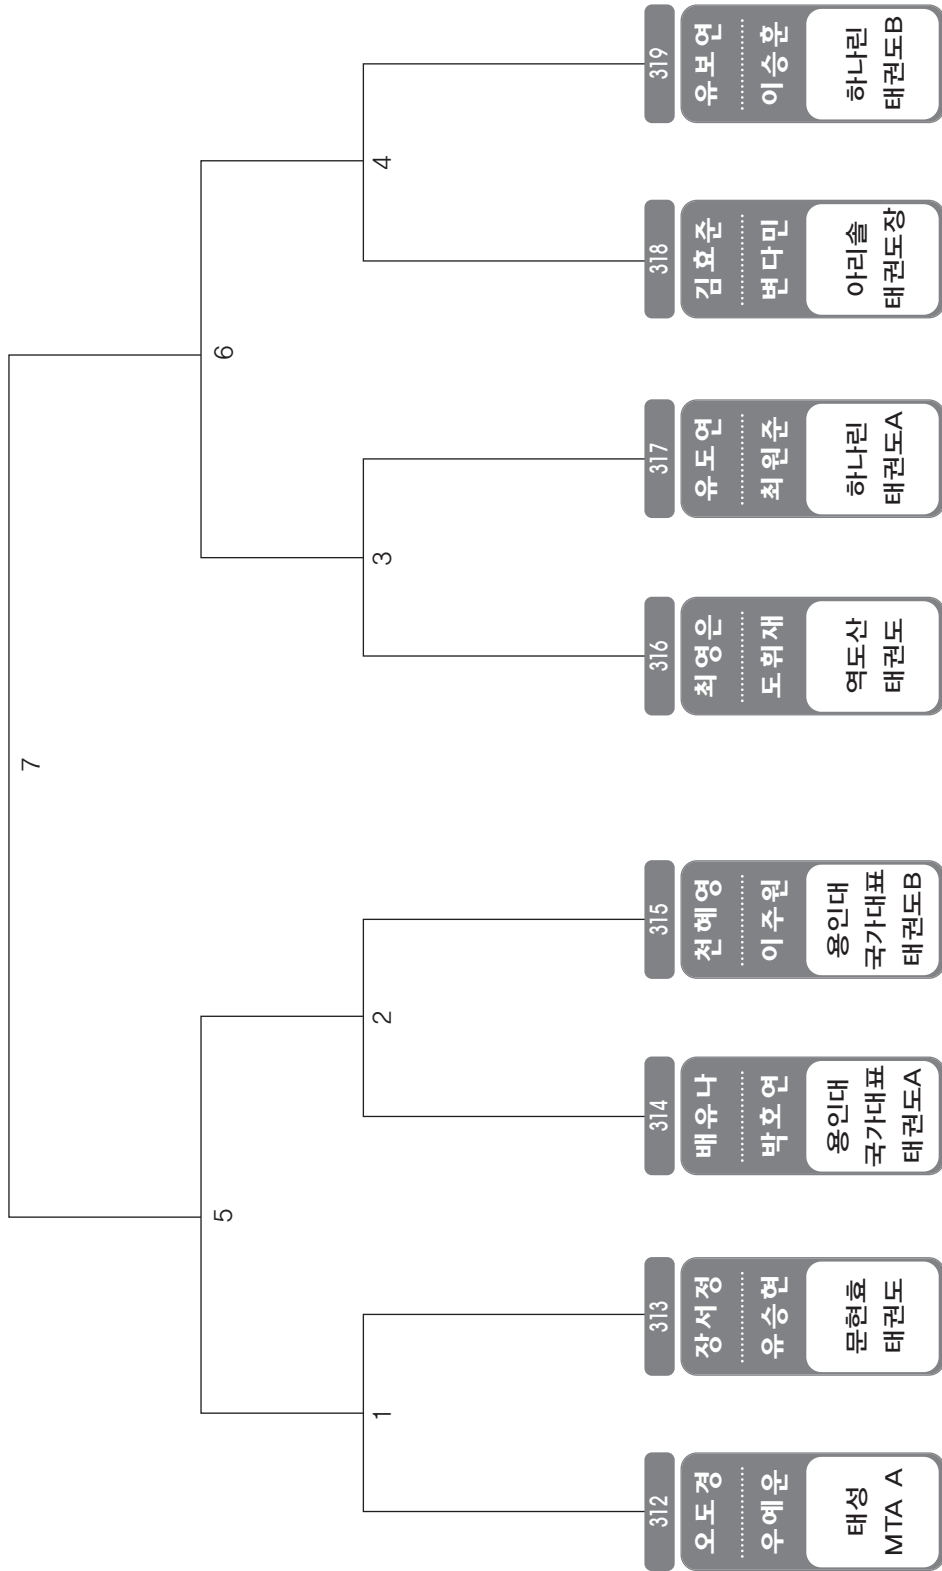 7
5
6
1
2
3
4
312
오도경
우예운
태성
MTA A
313
장서정
유승현
문현효
태권도
314
배유나
박호연
용인대
국가대표
태권도A
315
천혜영
이주원
용인대
국가대표
태권도B
316
최영은
도휘재
역도산
태권도
317
유도연
최원준
하나린
태권도A
318
김효준
변다민
아리솔
태권도장
319
유보연
이승훈
하나린
태권도B